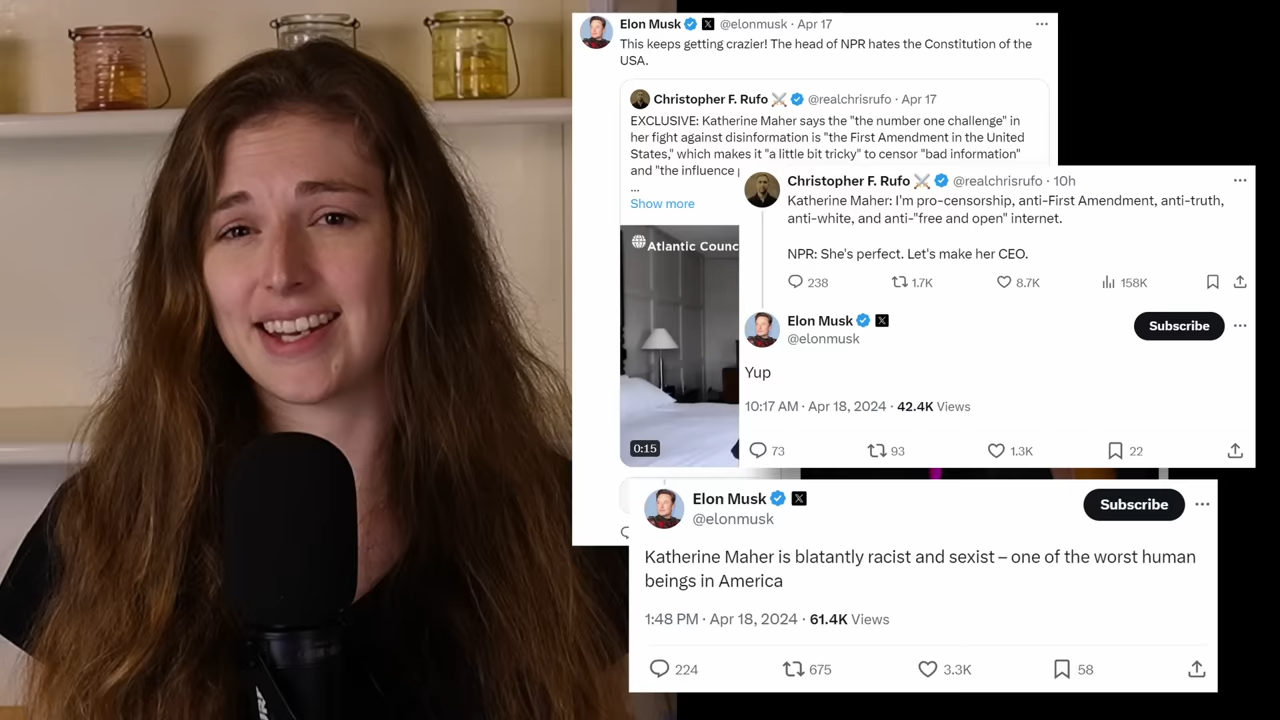 Elon Musk @elonmusk · Apr 17
This keeps getting crazier! The head of NPR hates the Constitution of the
USA.
Christopher F. Rufo ⚔️ @realchrisrufo · Apr 17
EXCLUSIVE: Katherine Maher says the "the number one challenge" in
her fight against disinformation is "the First Amendment in the United
States," which makes it "a little bit tricky" to censor "bad information"
and "the influence
...
Show more
Atlantic Counc
0:15
Christopher F. Rufo ⚔️ @realchrisrufo · 10h
Katherine Maher: I'm pro-censorship, anti-First Amendment, anti-truth,
anti-white, and anti-"free and open" internet.
NPR: She's perfect. Let's make her CEO.
238 1.7K 8.7K 158K
Elon Musk
@elonmusk
Subscribe
Yup
10:17 AM · Apr 18, 2024 · 42.4K Views
73 93 1.3K 22
Elon Musk
@elonmusk
Subscribe
Katherine Maher is blatantly racist and sexist – one of the worst human
beings in America
1:48 PM · Apr 18, 2024 · 61.4K Views
224 675 3.3K 58